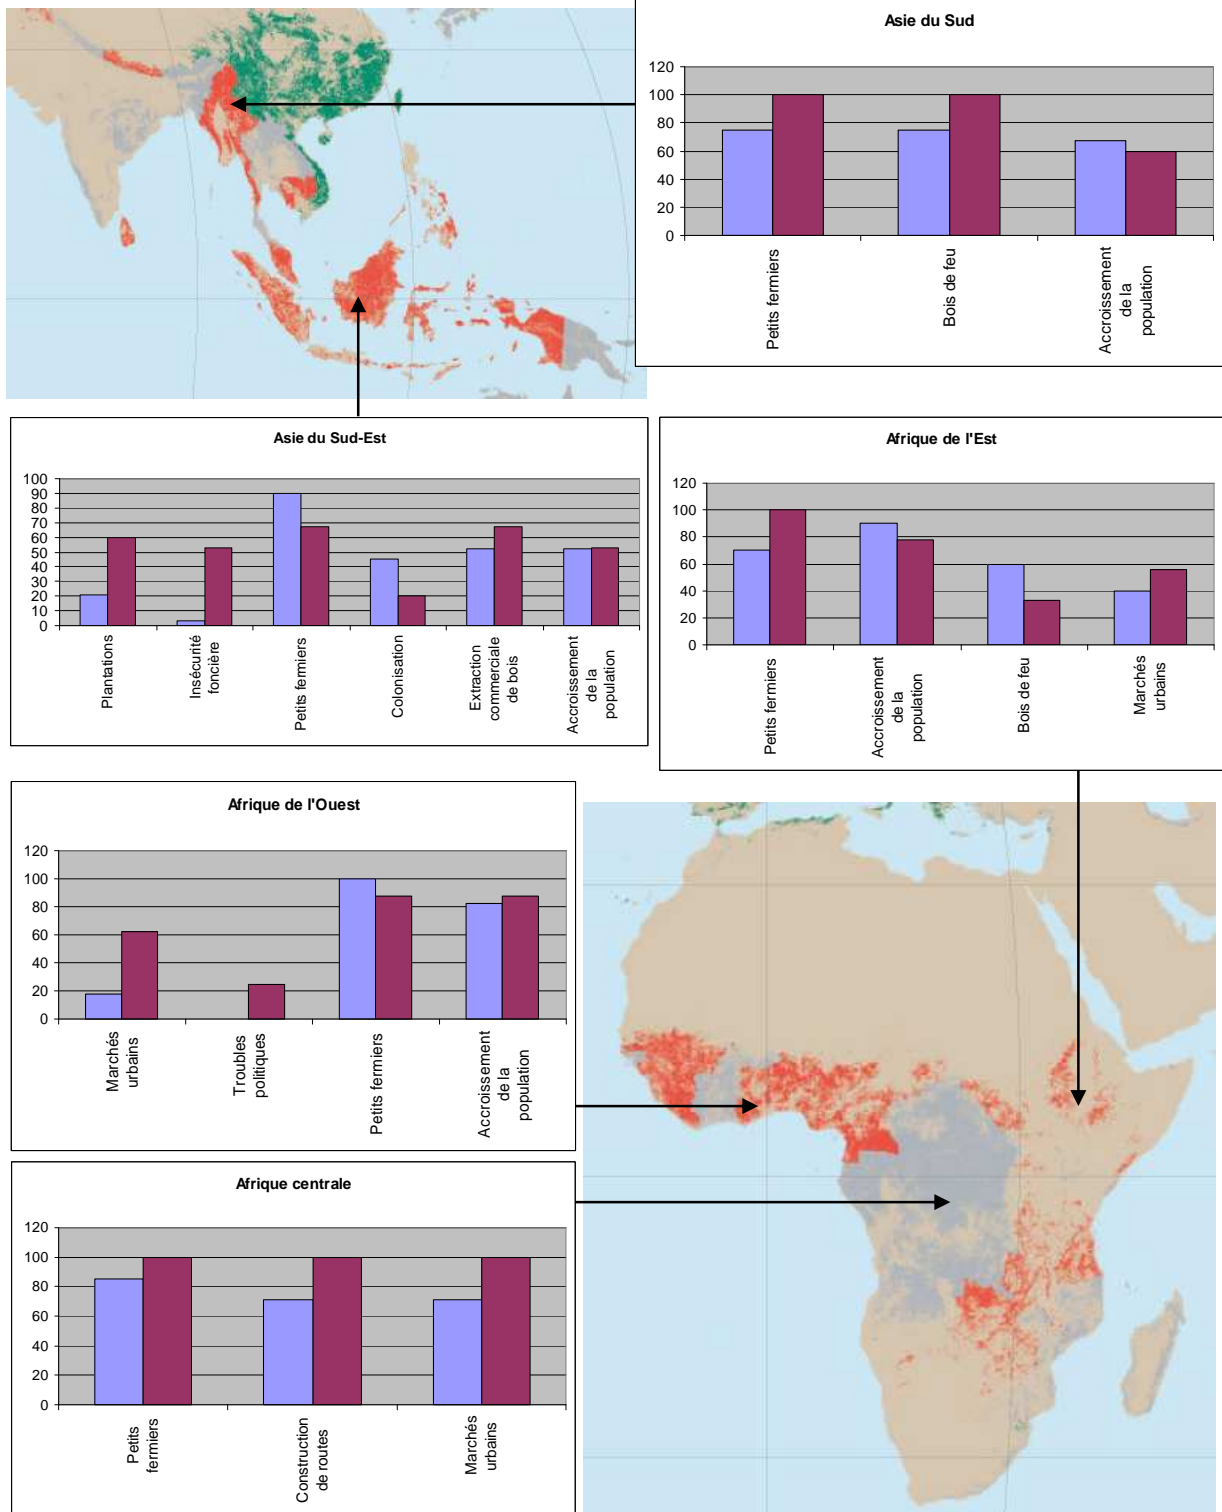 Asie du Sud
120
100
80
60
40
20
0
Petits fermiers
Bois de feu
Accroissement
de la
population
Asie du Sud-Est
100
90
80
70
60
50
40
30
20
10
0
Plantations
Insécurité
foncière
Petits fermiers
Colonisation
Extraction
commerciale
de bois
Accroissement
de la
population
Afrique de l'Est
120
100
80
60
40
20
0
Petits fermiers
Accroissement
de la
population
Bois de feu
Marchés
urbains
Afrique de l'Ouest
120
100
80
60
40
20
0
Marchés
urbains
Troubles
politiques
Petits fermiers
Accroissement
de la
population
Afrique centrale
120
100
80
60
40
20
0
Petits
fermiers
Construction
de routes
Marchés
urbains